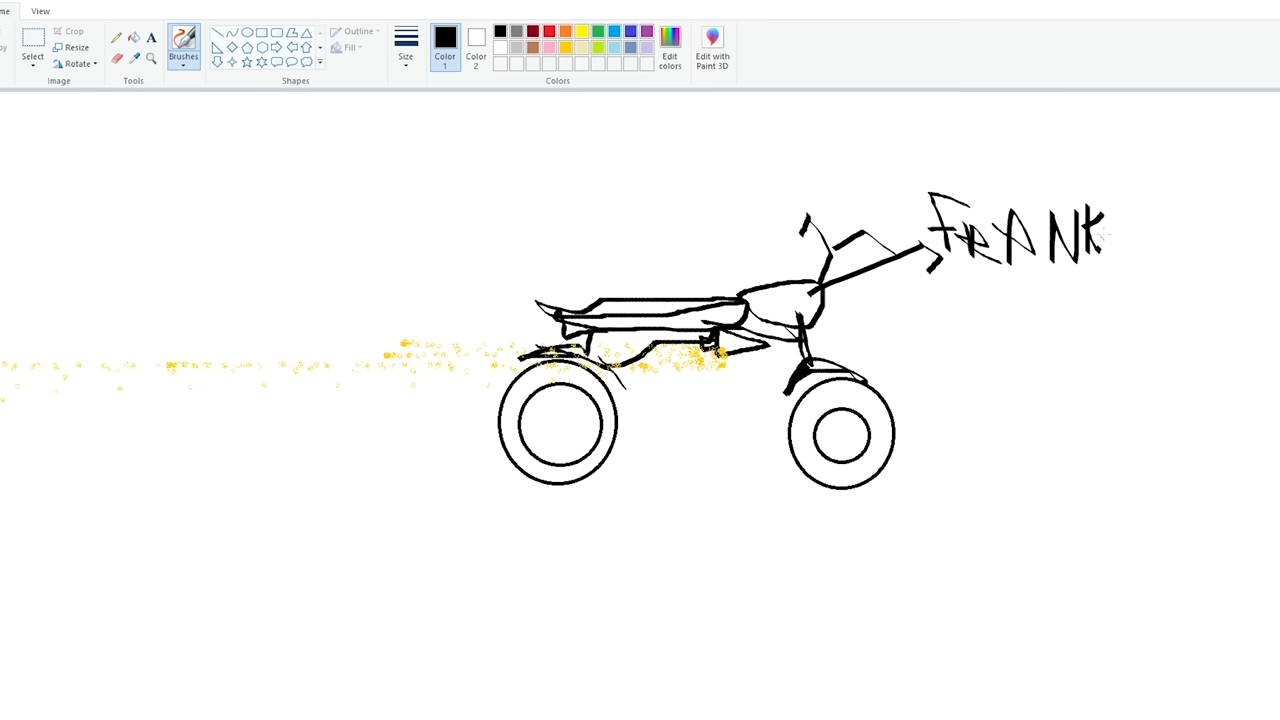 me View
Crop
Resize
Rotate
Select
Image
Tools
Brushes
Shapes
Outline
Fill
Size
Color 1
Color 2
Colors
Edit colors
Edit with Paint 3D
FRANK